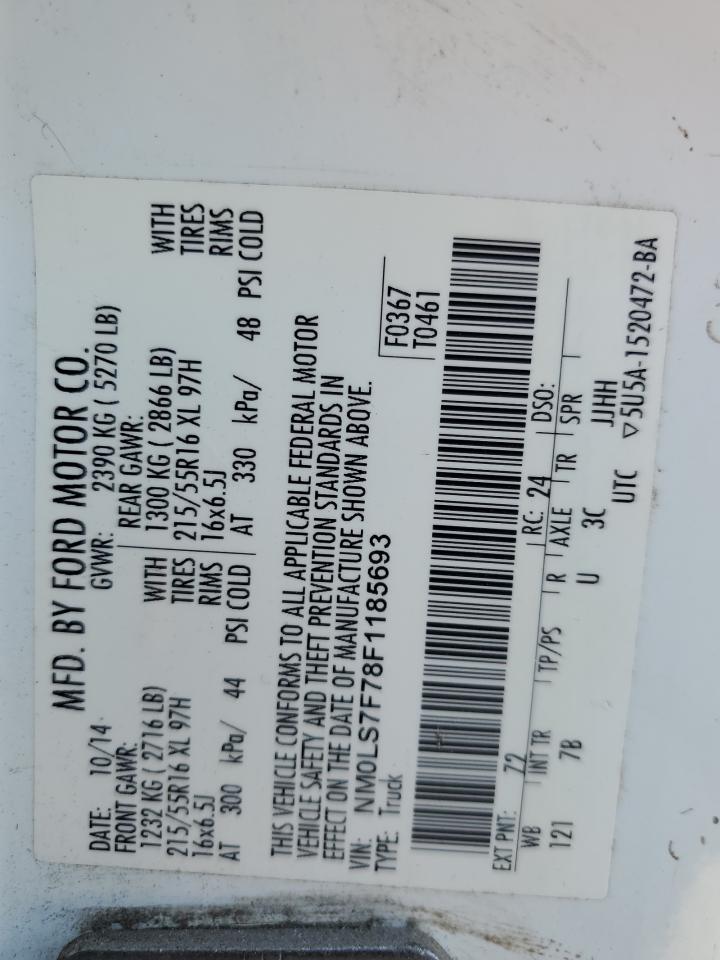 MFD. BY FORD MOTOR CO.
DATE: 10/14 GVWR: 2390 KG ( 5270 LB)
FRONT GAWR: REAR GAWR:
1232 KG ( 2716 LB) WITH 1300 KG ( 2866 LB) WITH
215/55R16 XL 97H TIRES 215/55R16 XL 97H TIRES
16x6.5J RIMS 16x6.5J RIMS
AT 300 kPa/ 44 PSI COLD AT 330 kPa/ 48 PSI COLD
THIS VEHICLE CONFORMS TO ALL APPLICABLE FEDERAL MOTOR
VEHICLE SAFETY AND THEFT PREVENTION STANDARDS IN
EFFECT ON THE DATE OF MANUFACTURE SHOWN ABOVE.
VIN: NM0LS7F78F1185693
TYPE: Truck
F0367
T0461
EXT PNT: 7Z RC: 24 DSO:
WB INT TR TP/PS R AXLE TR SPR
121 7B U 3C JJHH
UTC ▽5U5A-1520472-BA